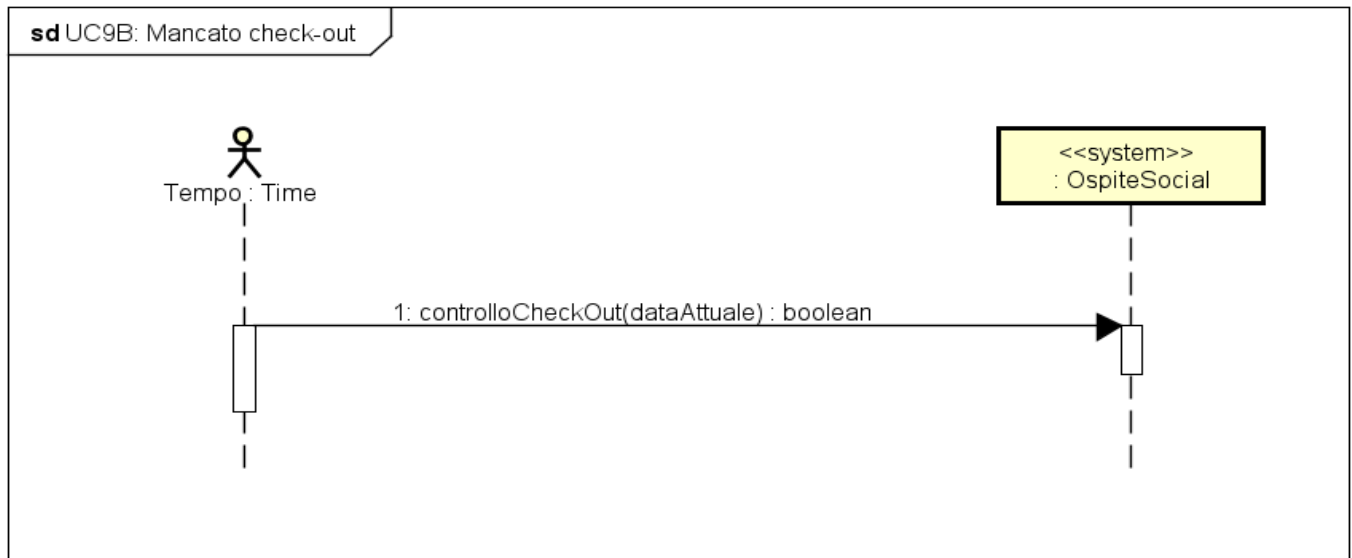 sd UC9B: Mancato check-out
Tempo : Time
<<system>>
: OspiteSocial
1: controlloCheckOut(dataAttuale) : boolean